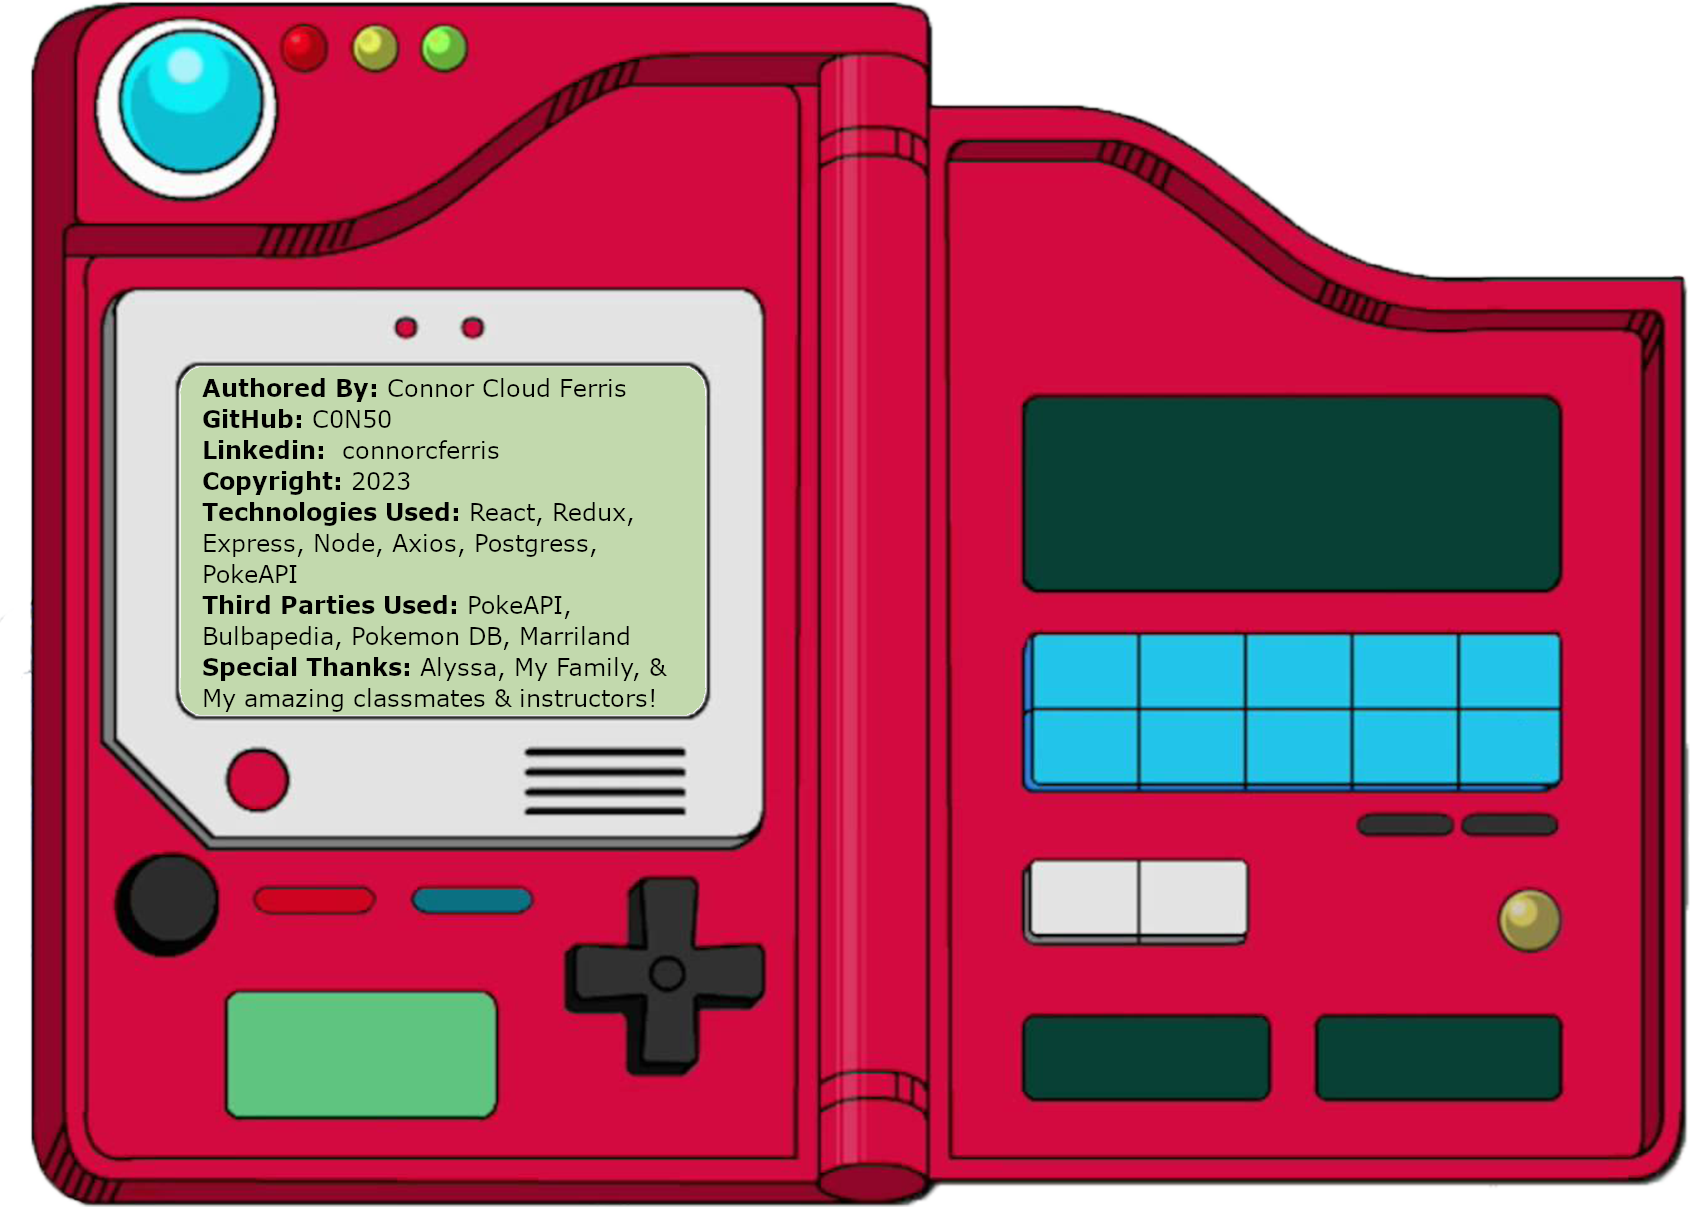 Authored By: Connor Cloud Ferris
GitHub: C0N50
Linkedin:  connorcferris
Copyright: 2023
Technologies Used: React, Redux,
Express, Node, Axios, Postgress,
PokeAPI
Third Parties Used: PokeAPI,
Bulbapedia, Pokemon DB, Marriland
Special Thanks: Alyssa, My Family, &
My amazing classmates & instructors!